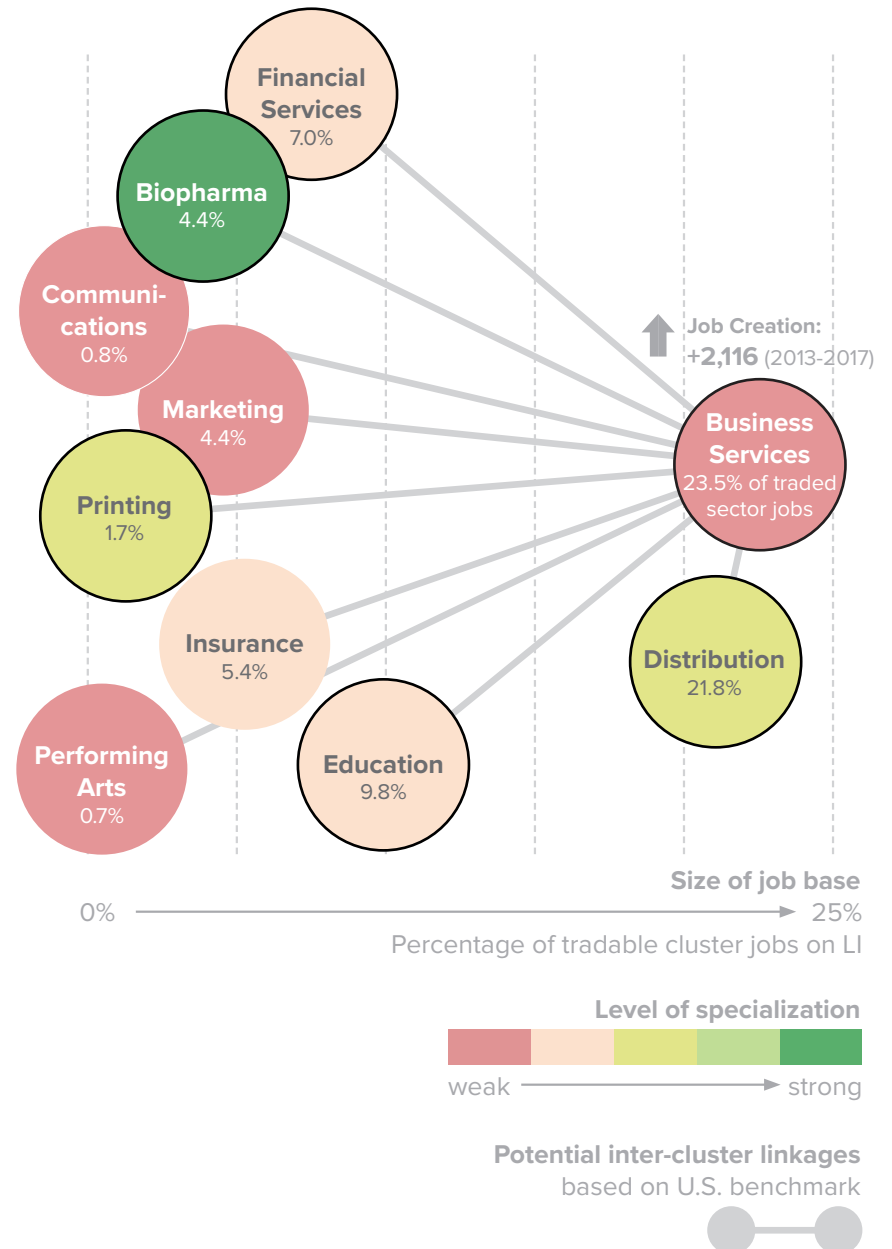 Financial
Services
7.0%
Biopharma
4.4%
Communi-
cations
0.8%
Job Creation:
+2,116 (2013-2017)
Marketing
4.4%
Business
Services
23.5% of traded
sector jobs
Printing
1.7%
Insurance
5.4%
Distribution
21.8%
Performing
Arts
0.7%
Education
9.8%
Size of job base
0% 25%
Percentage of tradable cluster jobs on LI
Level of specialization
weak strong
Potential inter-cluster linkages
based on U.S. benchmark